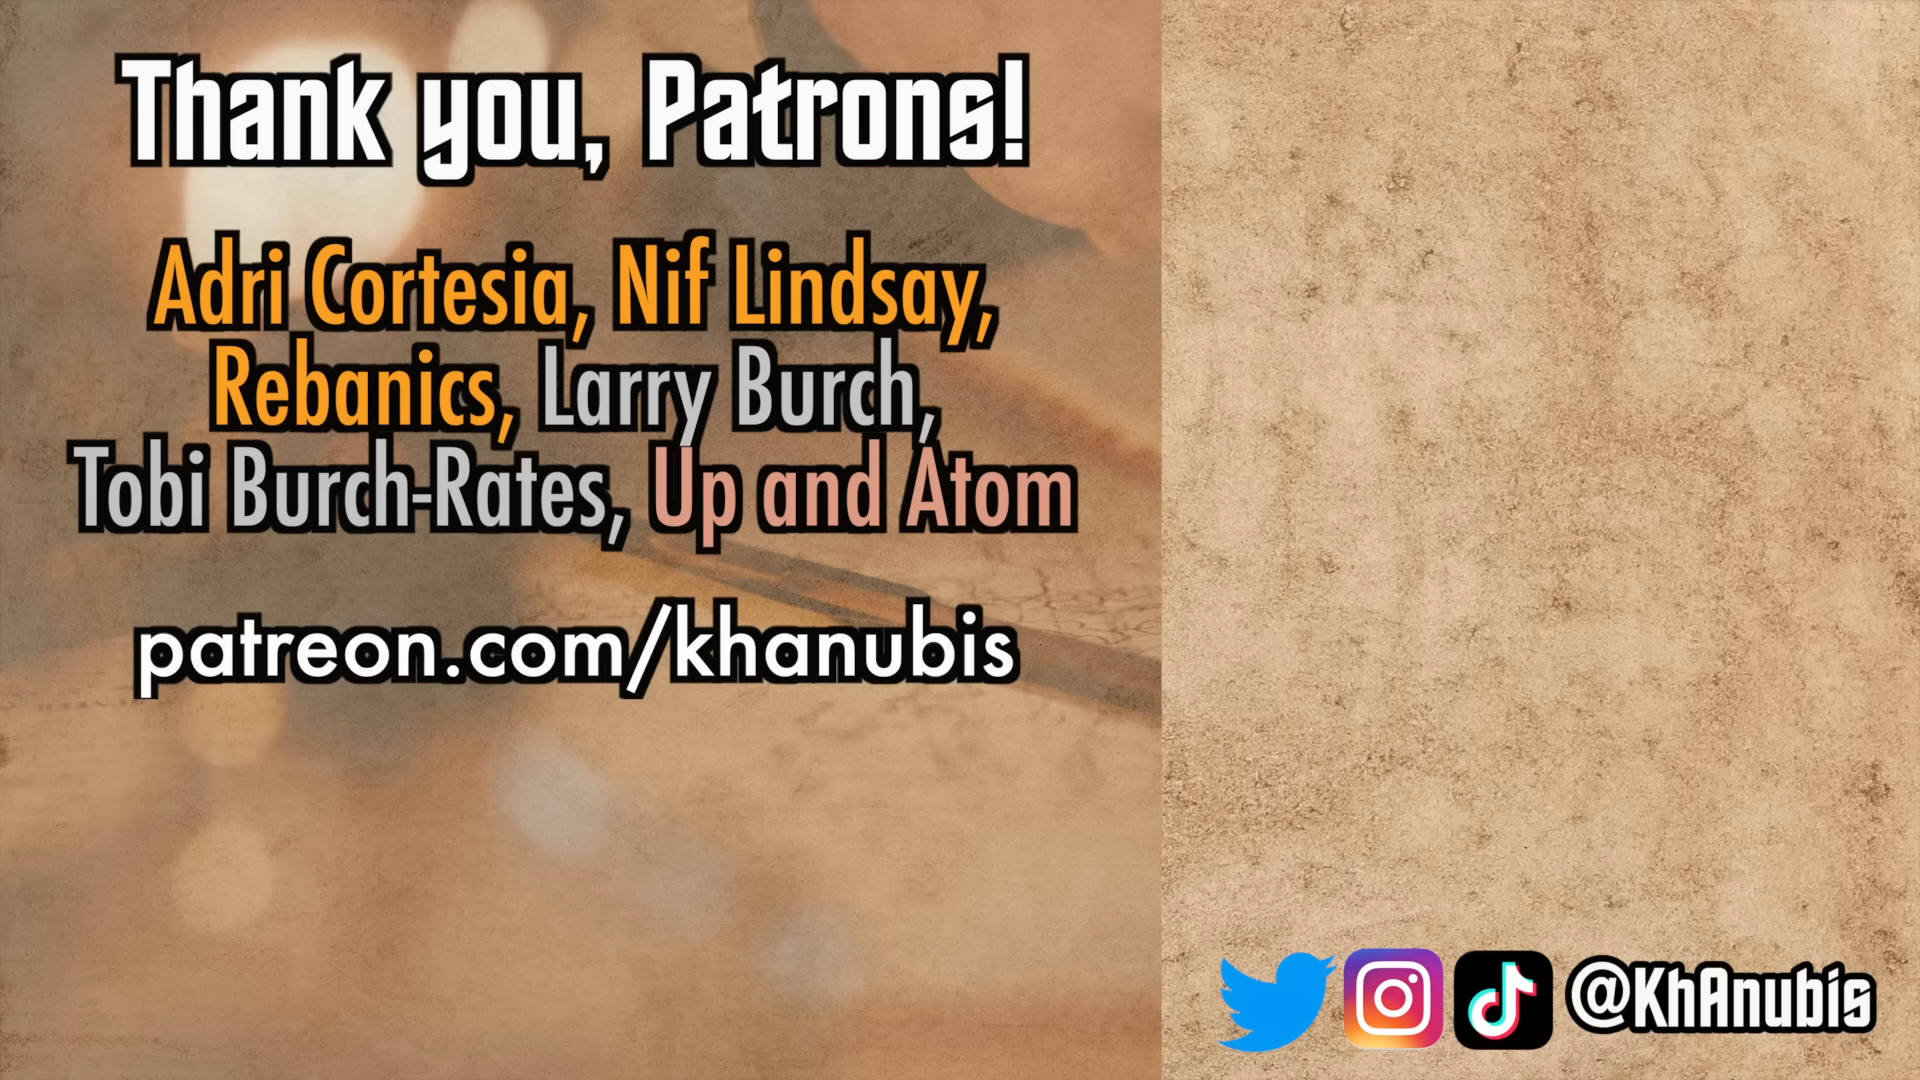 Thank you, Patrons!
Adri Cortesia, Nif Lindsay,
Rebanics, Larry Burch,
Tobi Burch-Rates, Up and Atom
patreon.com/khanubis
@KhAnubis